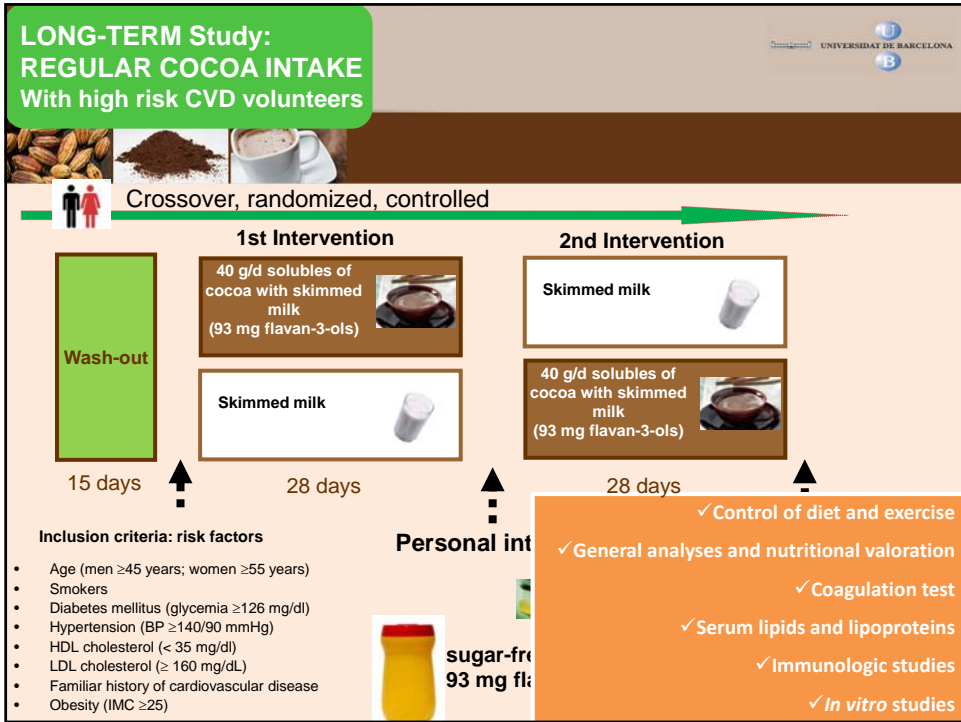 LONG-TERM Study:
REGULAR COCOA INTAKE
With high risk CVD volunteers
UNIVERSITAT DE BARCELONA
U
B
Crossover, randomized, controlled
1st Intervention
2nd Intervention
Wash-out
40 g/d solubles of
cocoa with skimmed
milk
(93 mg flavan-3-ols)
Skimmed milk
Skimmed milk
40 g/d solubles of
cocoa with skimmed
milk
(93 mg flavan-3-ols)
15 days
28 days
28 days
Inclusion criteria: risk factors
• Age (men ≥45 years; women ≥55 years)
• Smokers
• Diabetes mellitus (glycemia ≥126 mg/dl)
• Hypertension (BP ≥140/90 mmHg)
• HDL cholesterol (< 35 mg/dl)
• LDL cholesterol (≥ 160 mg/dL)
• Familiar history of cardiovascular disease
• Obesity (IMC ≥25)
Personal
93 mg
✓Control of diet and exercise
✓General analyses and nutritional valoration
✓Coagulation test
✓Serum lipids and lipoproteins
✓Immunologic studies
✓In vitro studies